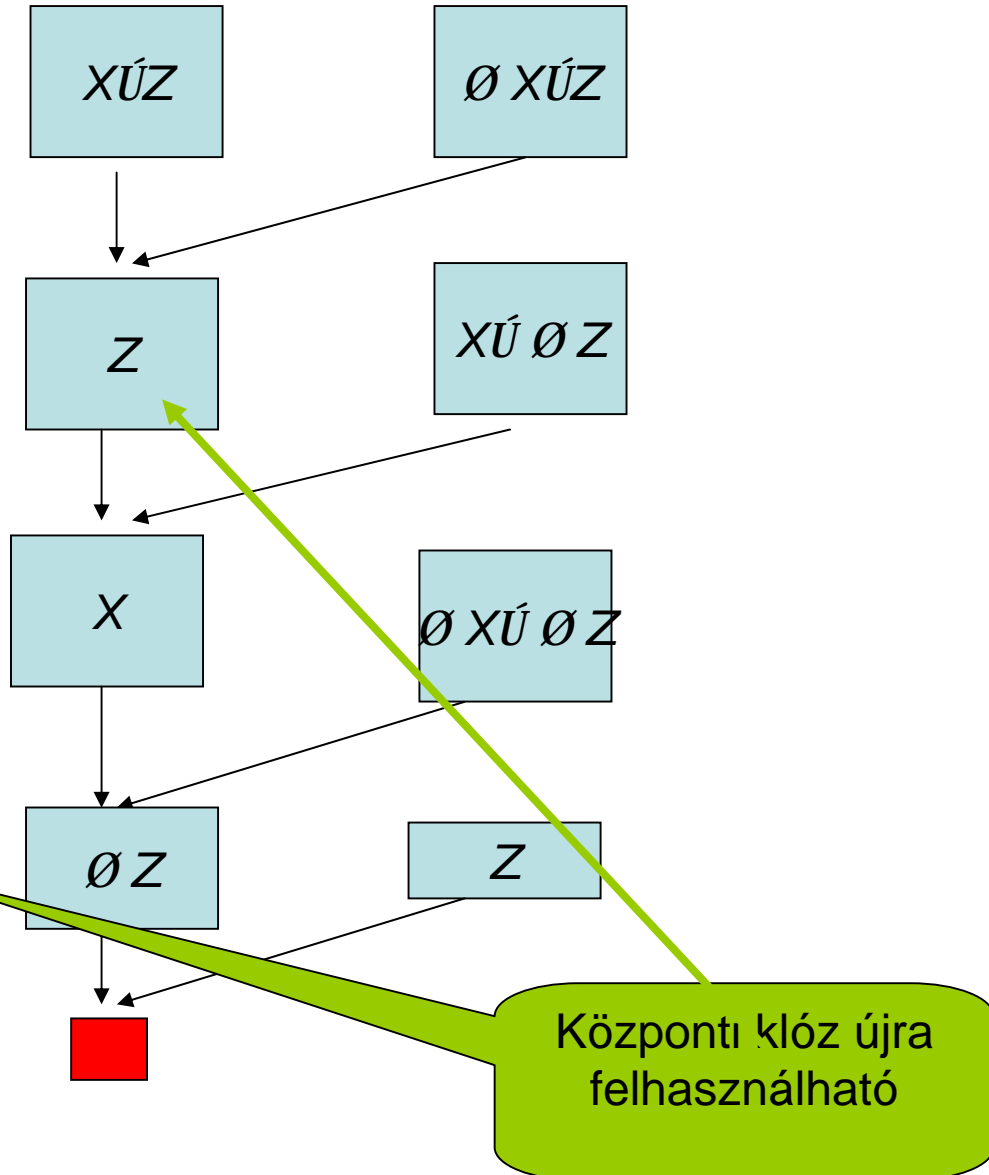 XÚZ
Ø XÚZ
Z
XÚ Ø Z
X
Ø XÚ Ø Z
Ø Z
Z
Központi klóz újra
felhasználható